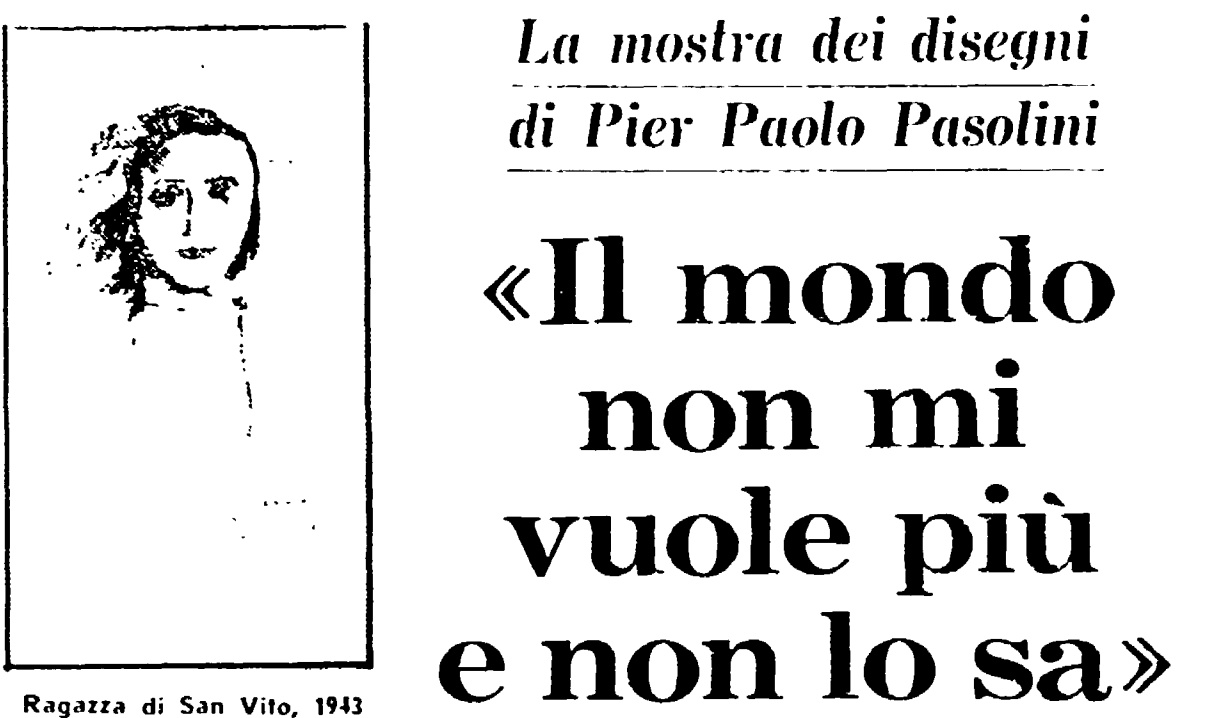 La mostra dei disegni
di Pier Paolo Pasolini
«Il mondo
non mi
vuole più
e non lo sa»
Ragazza di San Vito, 1943